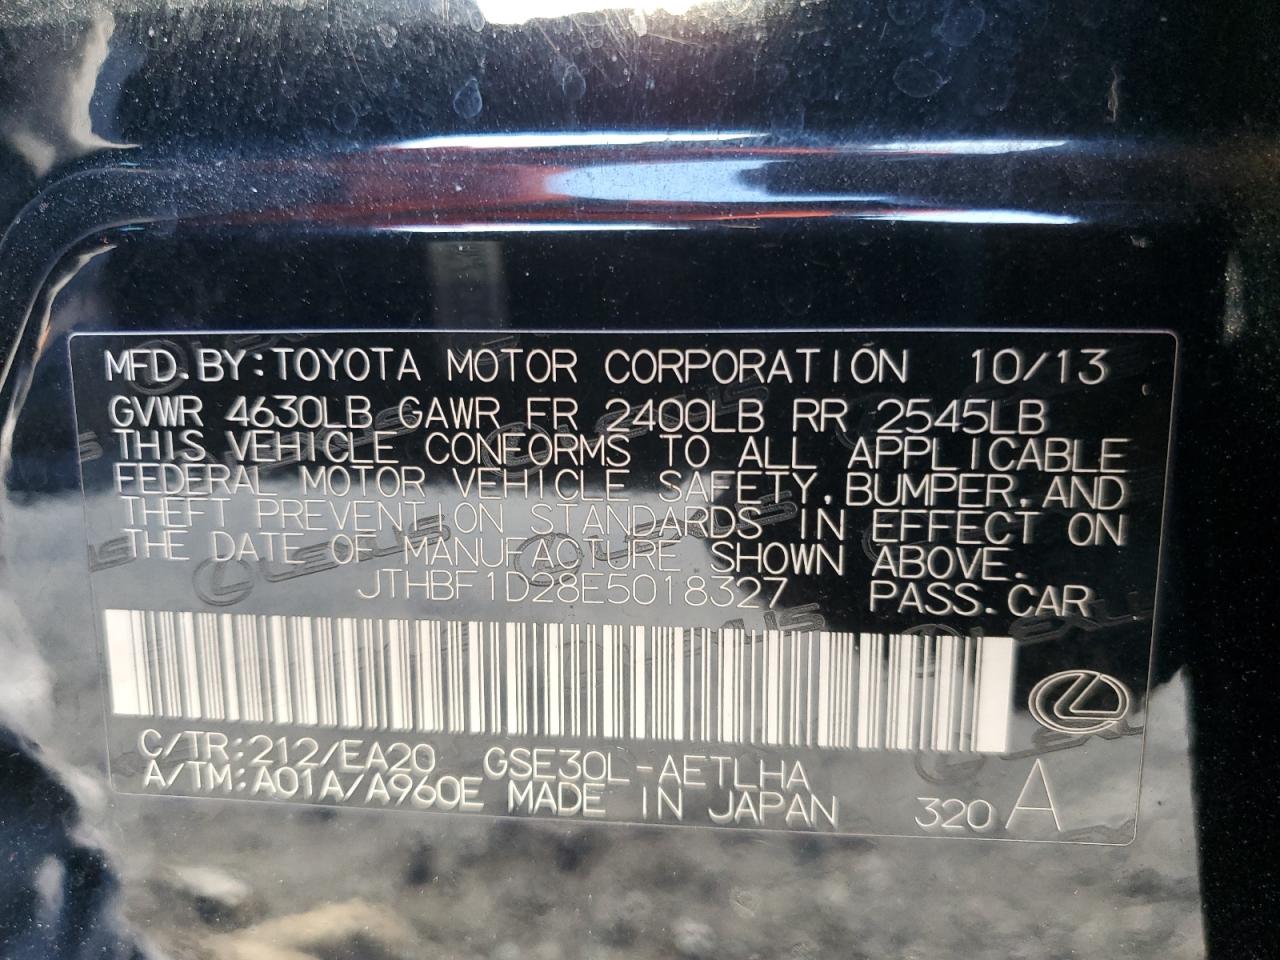 MFD.BY:TOYOTA MOTOR CORPORATION 10/13
GVWR 4630LB GAWR FR 2400LB RR 2545LB
THIS VEHICLE CONFORMS TO ALL APPLICABLE
FEDERAL MOTOR VEHICLE SAFETY, BUMPER, AND
THEFT PREVENTION STANDARDS IN EFFECT ON
THE DATE OF MANUFACTURE SHOWN ABOVE.
JTHBF1D28E5018327 PASS.CAR
C/TR:212/EA20 GSE30L-AETLHA
A/TM:A01A/A960E MADE IN JAPAN 320 A